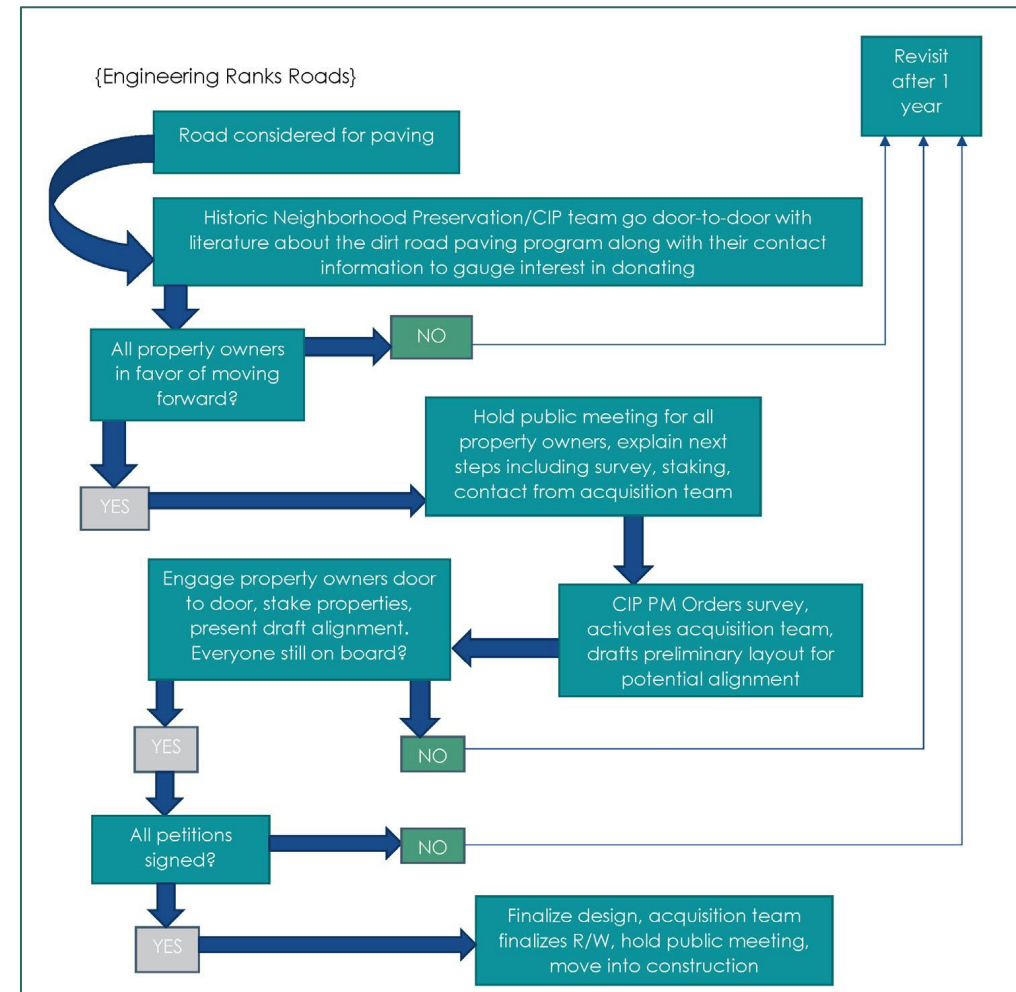 {Engineering Ranks Roads}
Revisit
after 1
year
Road considered for paving
Historic Neighborhood Preservation/CIP team go door-to-door with
literature about the dirt road paving program along with their contact
information to gauge interest in donating
All property owners
in favor of moving
forward?
NO
YES
Hold public meeting for all
property owners, explain next
steps including survey, staking,
contact from acquisition team
CIP PM Orders survey,
activates acquisition team,
drafts preliminary layout for
potential alignment
Engage property owners door
to door, stake properties,
present draft alignment.
Everyone still on board?
YES
NO
All petitions
signed?
NO
YES
Finalize design, acquisition team
finalizes R/W, hold public meeting,
move into construction